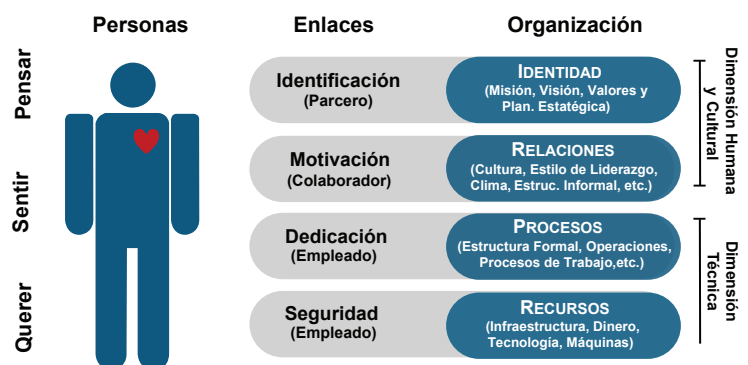 Personas
Enlaces
Organización
Pensar
Sentir
Querer
Identificación
(Parcero)
IDENTIDAD
(Misión, Visión, Valores y
Plan. Estatégica)
Motivación
(Colaborador)
RELACIONES
(Cultura, Estilo de Liderazgo,
Clima, Estruc. Informal, etc.)
Dedicación
(Empleado)
PROCESOS
(Estructura Formal, Operaciones,
Procesos de Trabajo,etc.)
Seguridad
(Empleado)
RECURSOS
(Infraestructura, Dinero,
Tecnología, Máquinas)
Dimensión Humana
y Cultural
Dimensión
Técnica